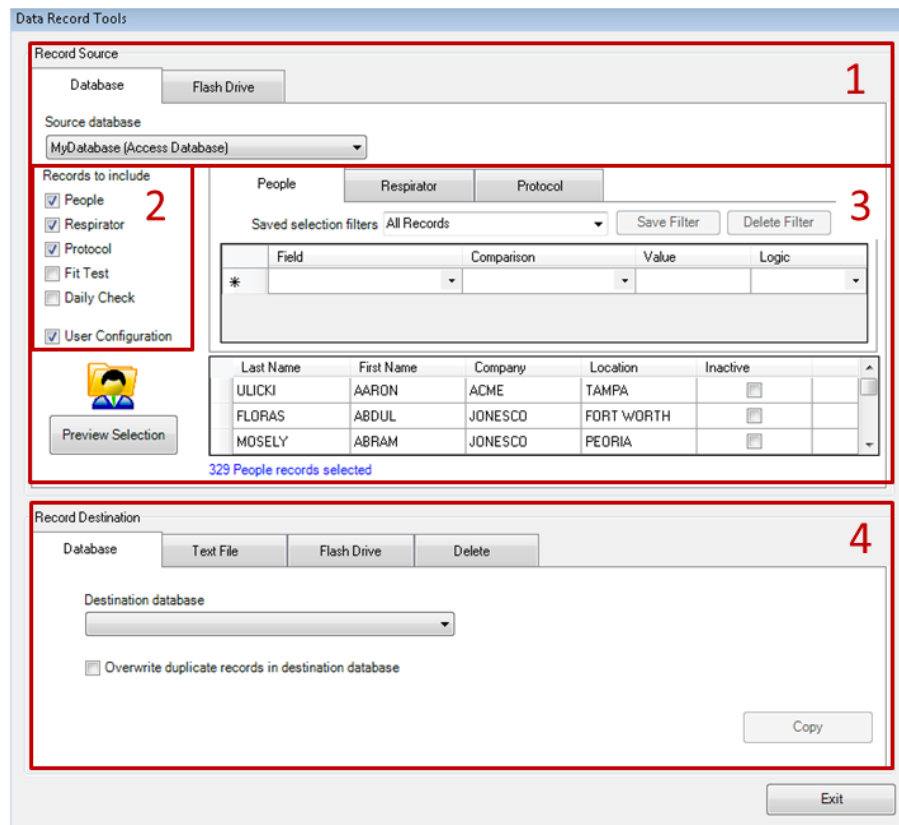 Data Record Tools
Record Source
1
Database Flash Drive
Source database
MyDatabase (Access Database)
Records to include
2
People
Respirator
Protocol
Fit Test
Daily Check
User Configuration
Preview Selection
People Respirator Protocol
3
Saved selection filters All Records Save Filter Delete Filter
Field Comparison Value Logic
*
Last Name First Name Company Location Inactive
ULICKI AARON ACME TAMPA
FLORAS ABDUL JONESCO FORT WORTH
MOSELY ABRAM JONESCO PEORIA
329 People records selected
Record Destination
4
Database Text File Flash Drive Delete
Destination database
Overwrite duplicate records in destination database
Copy
Exit